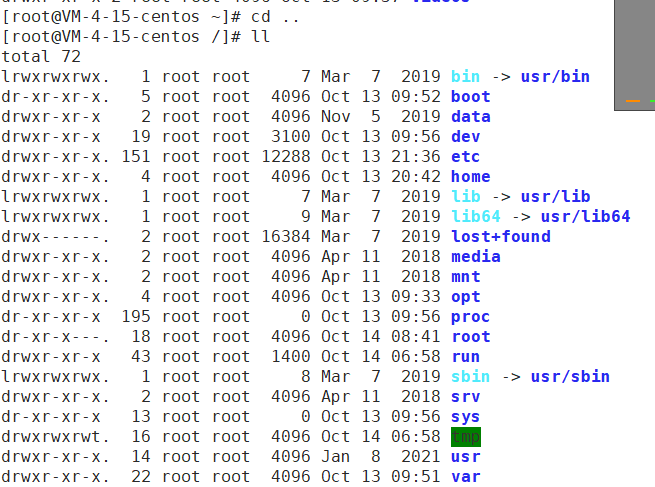 [root@VM-4-15-centos ~]# cd ..
[root@VM-4-15-centos /]# ll
total 72
lrwxrwxrwx.   1 root root     7 Mar  7  2019 bin -> usr/bin
dr-xr-xr-x.   5 root root  4096 Oct 13 09:52 boot
drwxr-xr-x    2 root root  4096 Nov  5  2019 data
drwxr-xr-x   19 root root  3100 Oct 13 09:56 dev
drwxr-xr-x. 151 root root 12288 Oct 13 21:36 etc
drwxr-xr-x.   4 root root  4096 Oct 13 20:42 home
lrwxrwxrwx.   1 root root     7 Mar  7  2019 lib -> usr/lib
lrwxrwxrwx.   1 root root     9 Mar  7  2019 lib64 -> usr/lib64
drwx------.   2 root root 16384 Mar  7  2019 lost+found
drwxr-xr-x.   2 root root  4096 Apr 11  2018 media
drwxr-xr-x.   2 root root  4096 Apr 11  2018 mnt
drwxr-xr-x.   4 root root  4096 Oct 13 09:33 opt
dr-xr-xr-x  195 root root     0 Oct 13 09:56 proc
dr-xr-x---.  18 root root  4096 Oct 14 08:41 root
drwxr-xr-x   43 root root  1400 Oct 14 06:58 run
lrwxrwxrwx.   1 root root     8 Mar  7  2019 sbin -> usr/sbin
drwxr-xr-x.   2 root root  4096 Apr 11  2018 srv
dr-xr-xr-x   13 root root     0 Oct 13 09:56 sys
drwxrwxrwt.  16 root root  4096 Oct 14 06:58 tmp
drwxr-xr-x.  14 root root  4096 Jan  8  2021 usr
drwxr-xr-x.  22 root root  4096 Oct 13 09:51 var